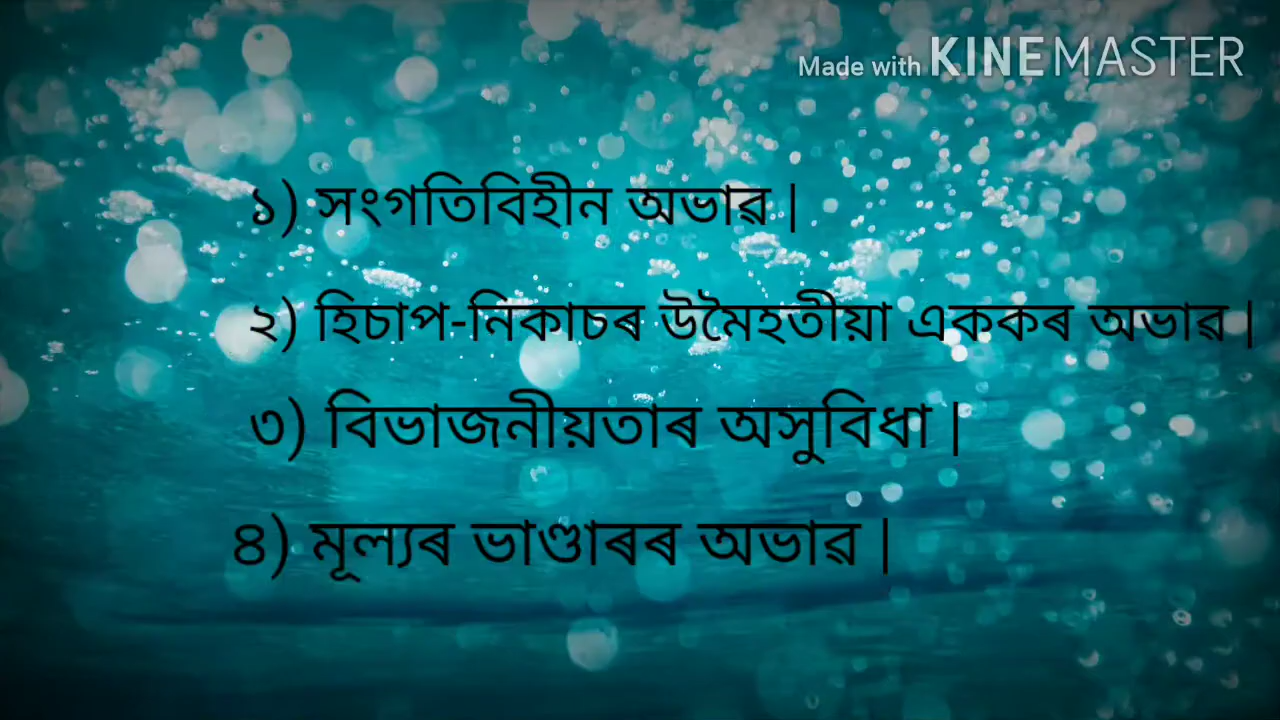 Made with KINEMASTER
১) সংগতিবিহীন অভাৱ |
২) হিচাপ-নিকাচৰ উমৈহতীয়া এককৰ অভাৱ |
৩) বিভাজনীয়তাৰ অসুবিধা |
৪) মূল্যৰ ভাণ্ডাৰৰ অভাৱ |